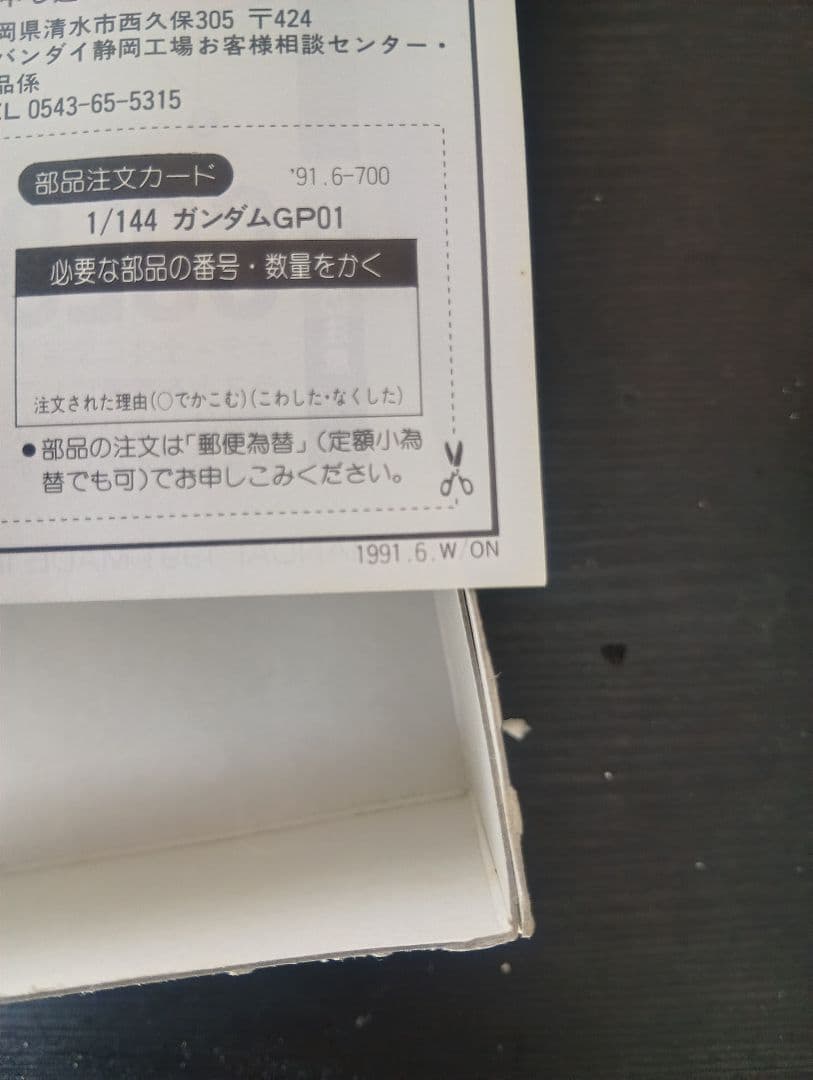 岡県清水市西久保305 〒424
バンダイ静岡工場お客様相談センター・
品係
TEL 0543-65-5315
部品注文カード '91.6-700
1/144 ガンダムGP01
必要な部品の番号・数量をかく
注文された理由(○でかこむ)(こわした・なくした)
●部品の注文は「郵便為替」(定額小為
替でも可)でお申しこみください。
1991.6.W/ON